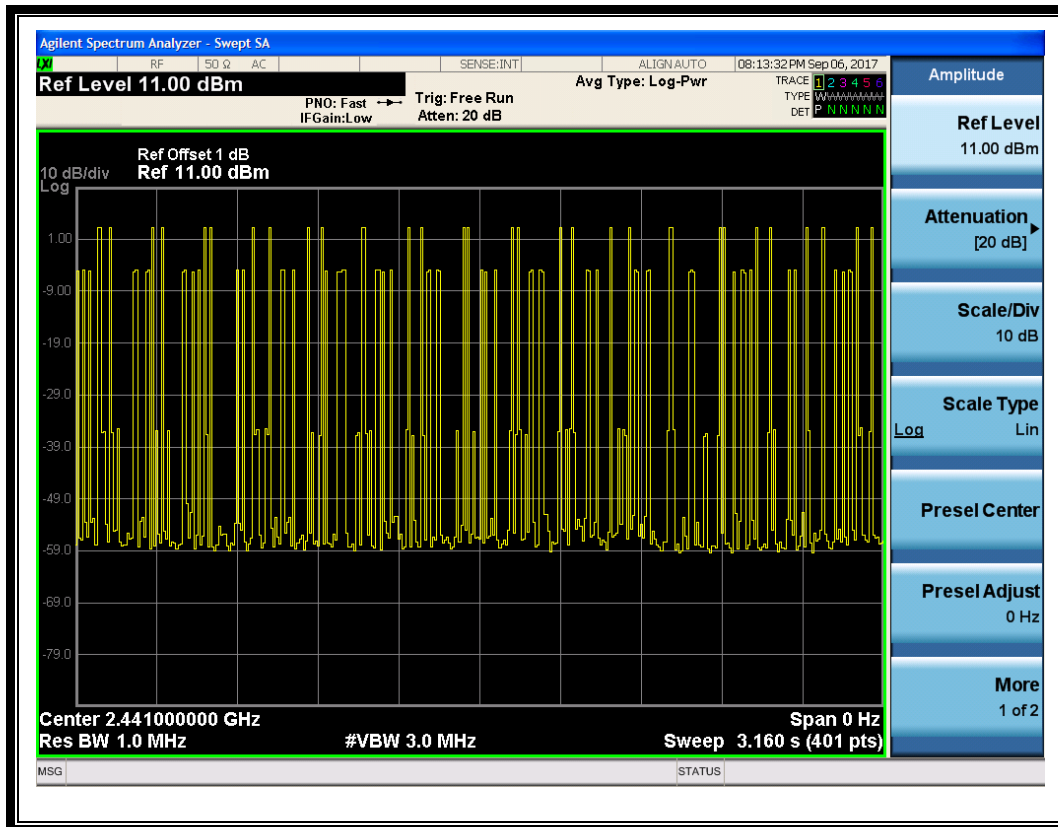 Agilent Spectrum Analyzer - Swept SA
LXI RF 50 Ω AC SENSE:INT ALIGN AUTO 08:13:32 PM Sep 06, 2017
Ref Level 11.00 dBm
PNO: Fast
IFGain:Low
Trig: Free Run
Atten: 20 dB
Avg Type: Log-Pwr
TRACE 1 2 3 4 5 6
TYPE
DET P N N N N N
Ref Offset 1 dB
10 dB/div Ref 11.00 dBm
Log
1.00
-9.00
-19.0
-29.0
-39.0
-49.0
-59.0
-69.0
-79.0
Center 2.441000000 GHz Span 0 Hz
Res BW 1.0 MHz #VBW 3.0 MHz Sweep 3.160 s (401 pts)
MSG STATUS
Amplitude
Ref Level
11.00 dBm
Attenuation
[20 dB]
Scale/Div
10 dB
Scale Type
Log Lin
Presel Center
Presel Adjust
0 Hz
More
1 of 2